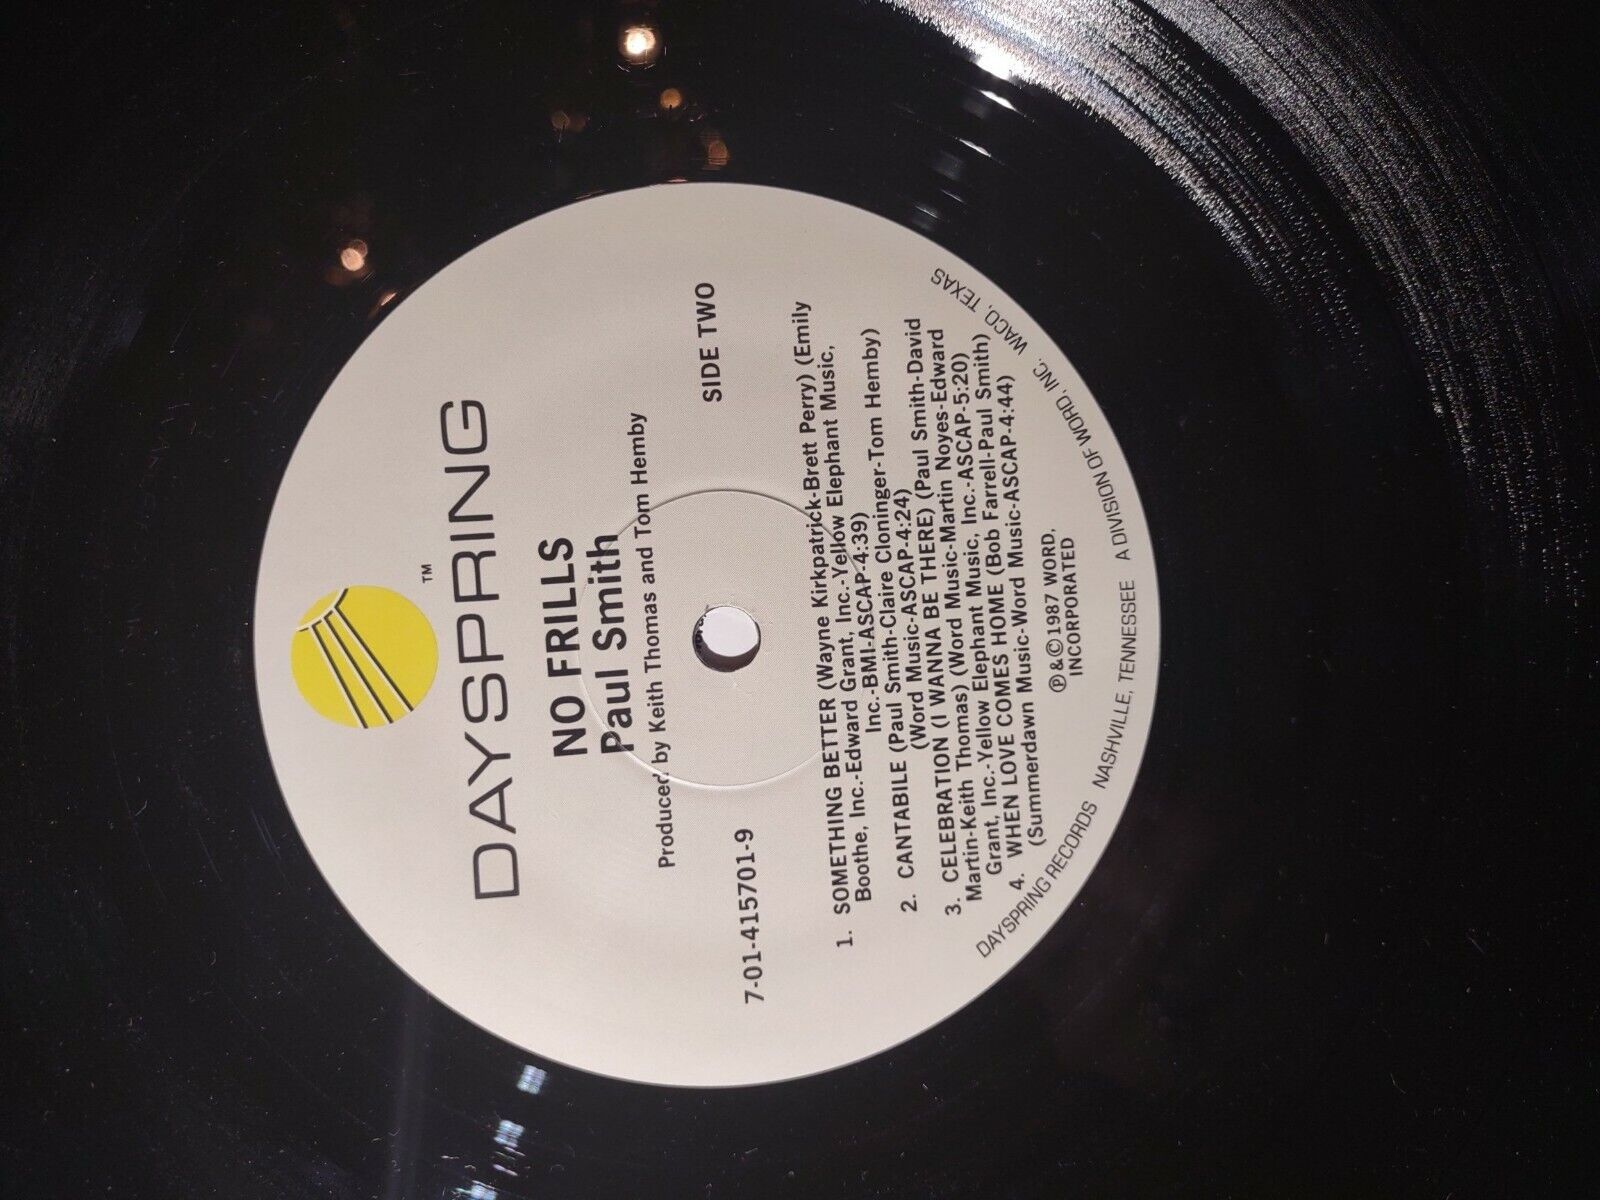 ™
DAYSPRING
NO FRILLS
Paul Smith
Produced by Keith Thomas and Tom Hemby
7-01-415701-9
SIDE TWO
1. SOMETHING BETTER (Wayne Kirkpatrick-Brett Perry) (Emily
Boothe, Inc.-Edward Grant, Inc.-Yellow Elephant Music,
Inc.-BMI-ASCAP-4:39)
2. CANTABILE (Paul Smith-Claire Cloninger-Tom Hemby)
(Word Music-ASCAP-4:24)
3. CELEBRATION (I WANNA BE THERE) (Paul Smith-David
Martin-Keith Thomas) (Word Music-Martin Noyes-Edward
Grant, Inc.-Yellow Elephant Music, Inc.-ASCAP-5:20)
4. WHEN LOVE COMES HOME (Bob Farrell-Paul Smith)
(Summerdawn Music-Word Music-ASCAP-4:44)
℗&©1987 WORD,
INCORPORATED
DAYSPRING RECORDS NASHVILLE, TENNESSEE A DIVISION OF WORD, INC. WACO, TEXAS